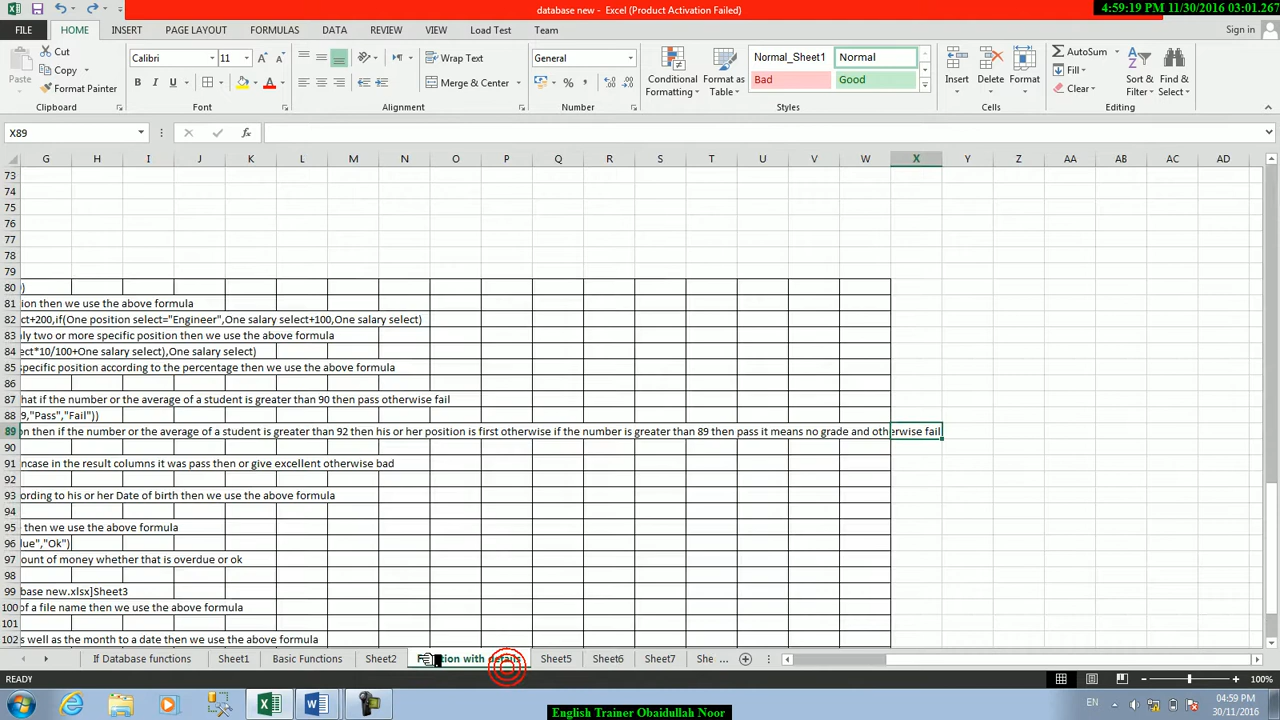 database new - Excel (Product Activation Failed)
4:59:19 PM 11/30/2016 03:01.267
FILE HOME INSERT PAGE LAYOUT FORMULAS DATA REVIEW VIEW Load Test Team Sign in
Cut
Copy
Format Painter
Paste
Clipboard
Calibri 11
B I U
Font
Wrap Text
Merge & Center
Alignment
General
Number
Conditional Formatting
Format as Table
Normal_Sheet1 Normal
Bad Good
Styles
Insert Delete Format
Cells
AutoSum
Fill
Clear
Sort & Filter
Find & Select
Editing
X89
G H I J K L M N O P Q R S T U V W X Y Z AA AB AC AD
73
74
75
76
77
78
79
80 )
81 ion then we use the above formula
82 ct+200,if(One position select="Engineer",One salary select+100,One salary select)
83 ly two or more specific position then we use the above formula
84 ect*10/100+One salary select),One salary select)
85 specific position according to the percentage then we use the above formula
86
87 hat if the number or the average of a student is greater than 90 then pass otherwise fail
88 9,"Pass","Fail"))
89 on then if the number or the average of a student is greater than 92 then his or her position is first otherwise if the number is greater than 89 then pass it means no grade and otherwise fail
90
91 ncase in the result columns it was pass then or give excellent otherwise bad
92
93 ording to his or her Date of birth then we use the above formula
94
95 then we use the above formula
96 lue","Ok")
97 ount of money whether that is overdue or ok
98
99 base new.xlsx]Sheet3
100 of a file name then we use the above formula
101
102 s well as the month to a date then we use the above formula
If Database functions Sheet1 Basic Functions Sheet2 Function with details Sheet5 Sheet6 Sheet7 She ...
READY 100%
EN 04:59 PM
30/11/2016
English Trainer Obaidullah Noor